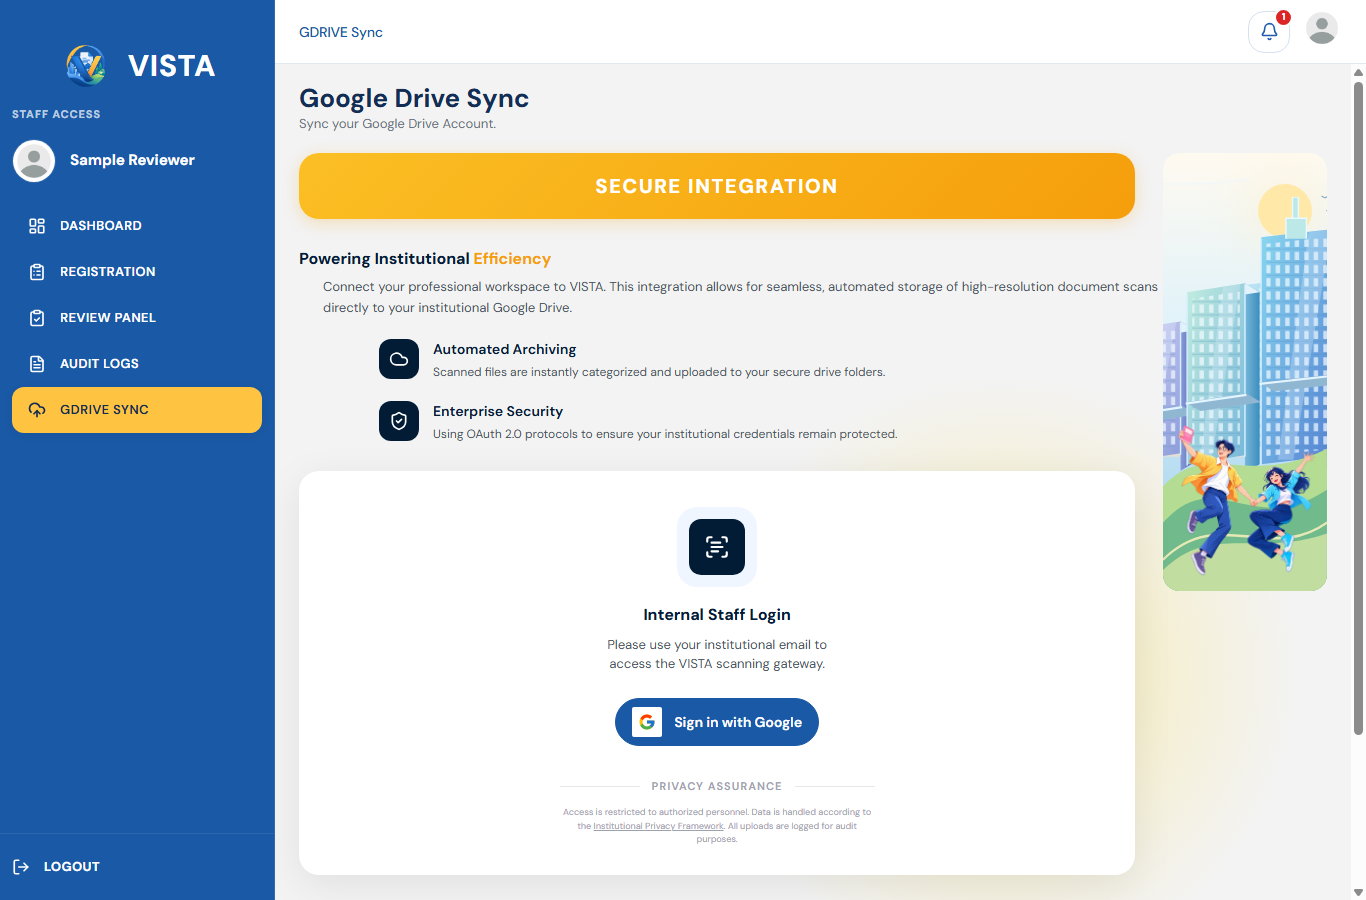 VISTA
STAFF ACCESS
Sample Reviewer
DASHBOARD
REGISTRATION
REVIEW PANEL
AUDIT LOGS
GDRIVE SYNC
LOGOUT
GDRIVE Sync
1
Google Drive Sync
Sync your Google Drive Account.
SECURE INTEGRATION
Powering Institutional Efficiency
Connect your professional workspace to VISTA. This integration allows for seamless, automated storage of high-resolution document scans
directly to your institutional Google Drive.
Automated Archiving
Scanned files are instantly categorized and uploaded to your secure drive folders.
Enterprise Security
Using OAuth 2.0 protocols to ensure your institutional credentials remain protected.
Internal Staff Login
Please use your institutional email to
access the VISTA scanning gateway.
Sign in with Google
PRIVACY ASSURANCE
Access is restricted to authorized personnel. Data is handled according to
the Institutional Privacy Framework. All uploads are logged for audit
purposes.